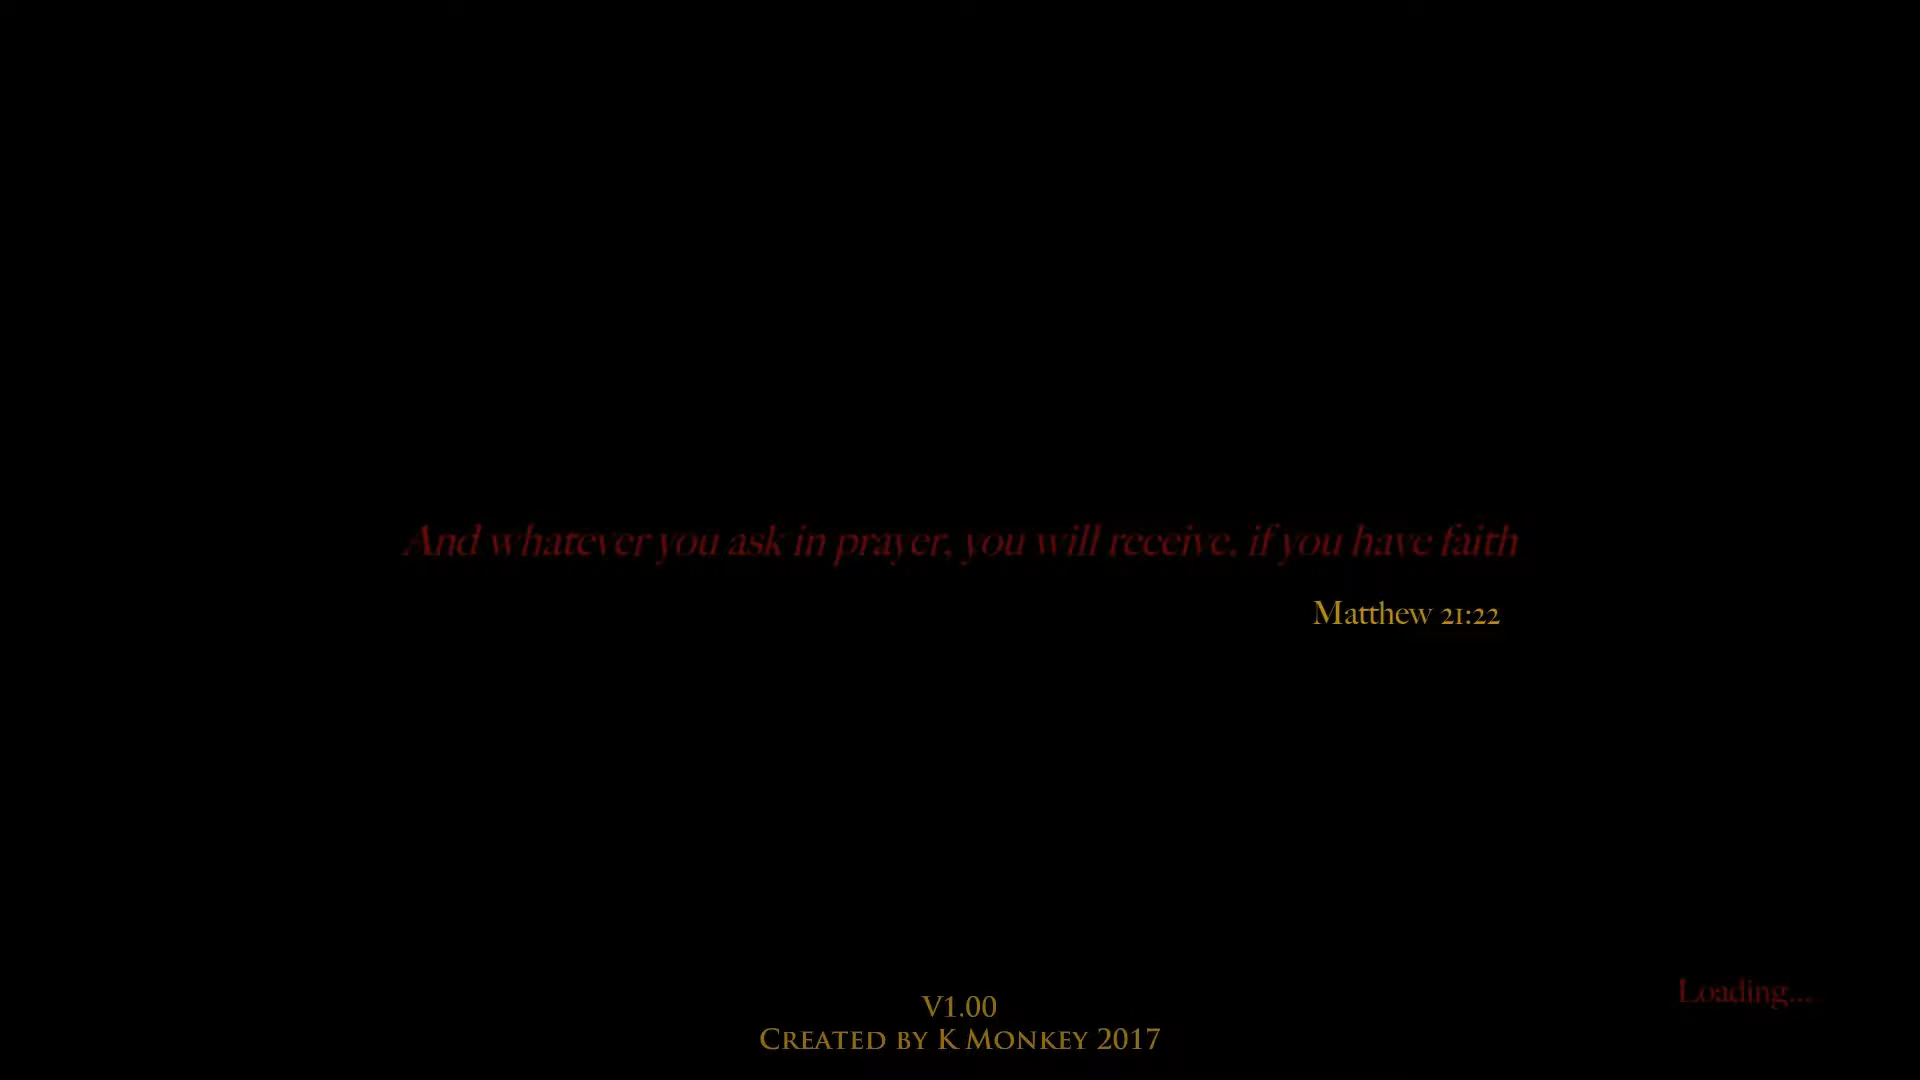 And whatever you ask in prayer, you will receive, if you have faith
Matthew 21:22
Loading...
V1.00
Created by K Monkey 2017